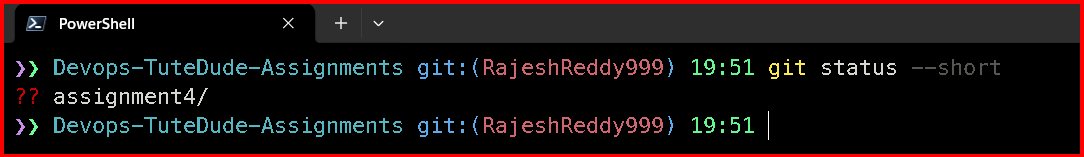 PowerShell
❯❯ Devops-TuteDude-Assignments git:(RajeshReddy999) 19:51 git status --short
?? assignment4/
❯❯ Devops-TuteDude-Assignments git:(RajeshReddy999) 19:51